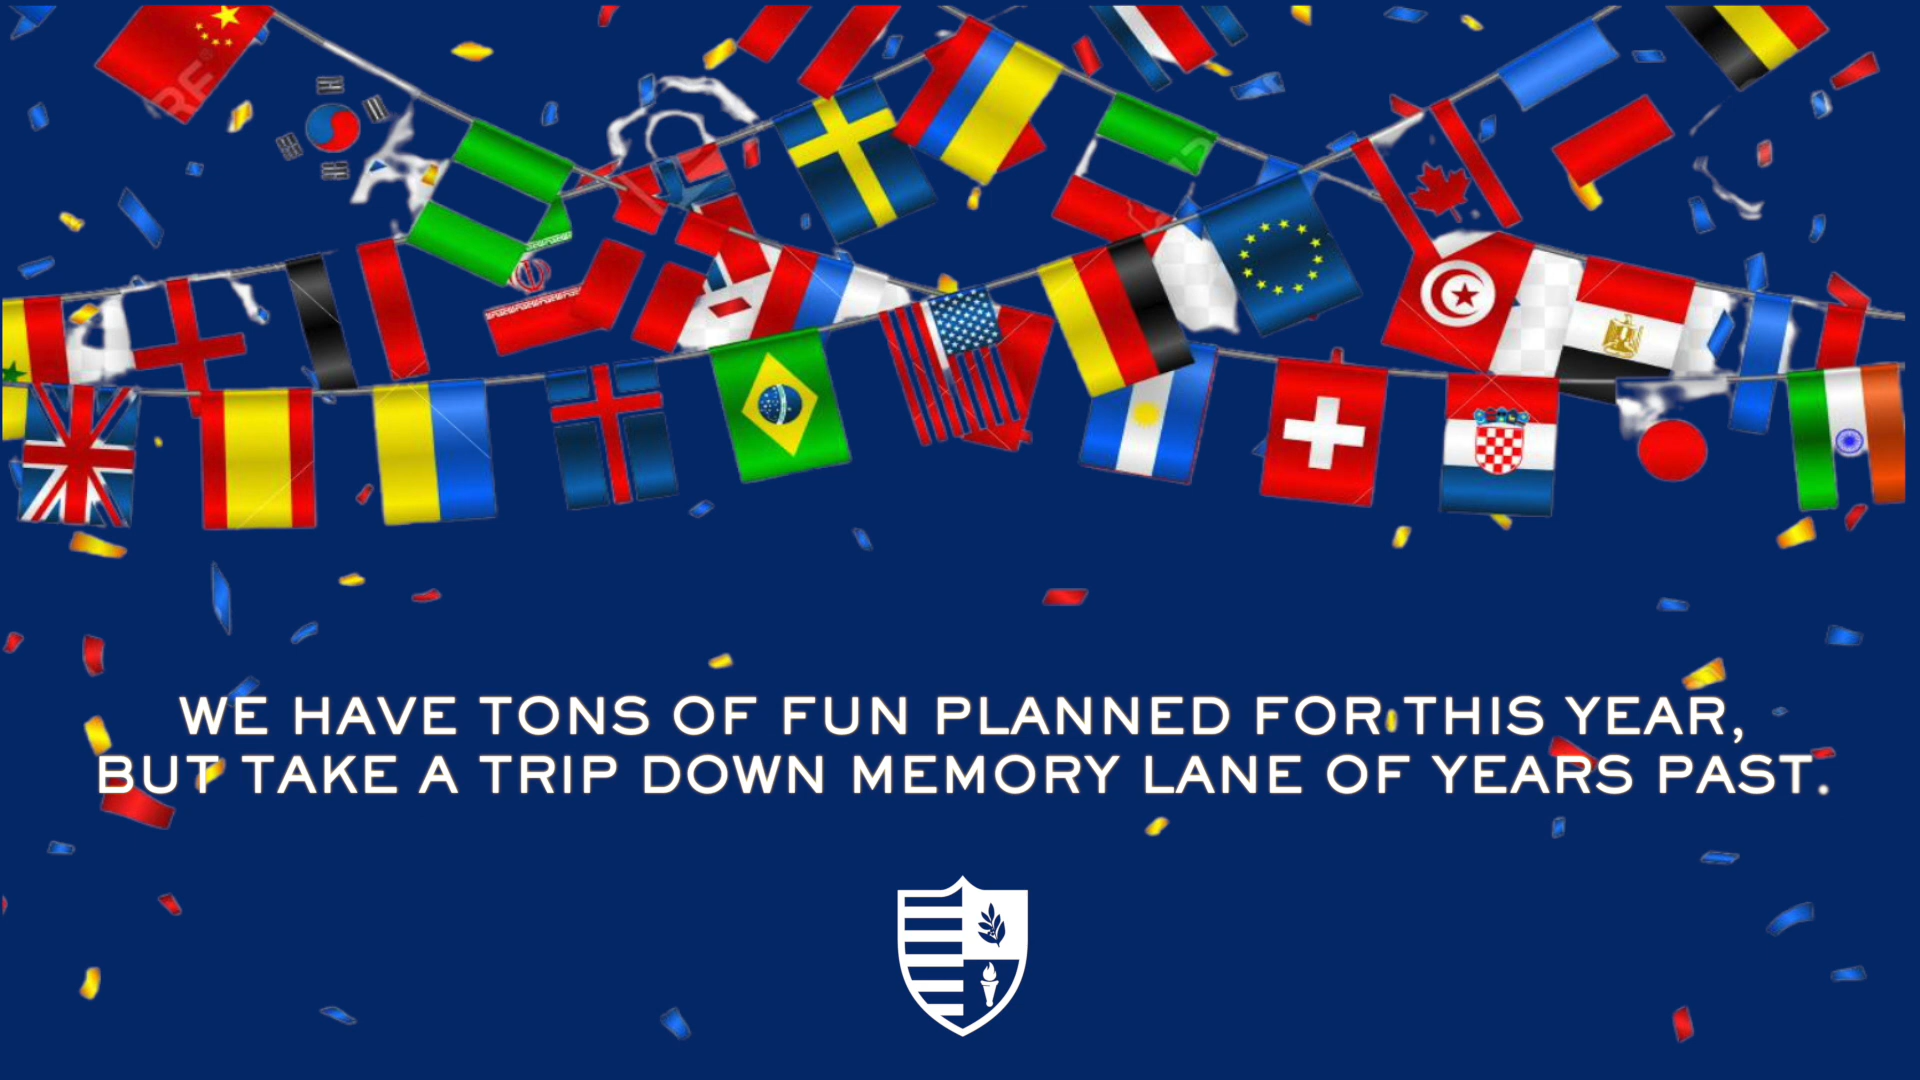 WE HAVE TONS OF FUN PLANNED FOR THIS YEAR,
BUT TAKE A TRIP DOWN MEMORY LANE OF YEARS PAST.